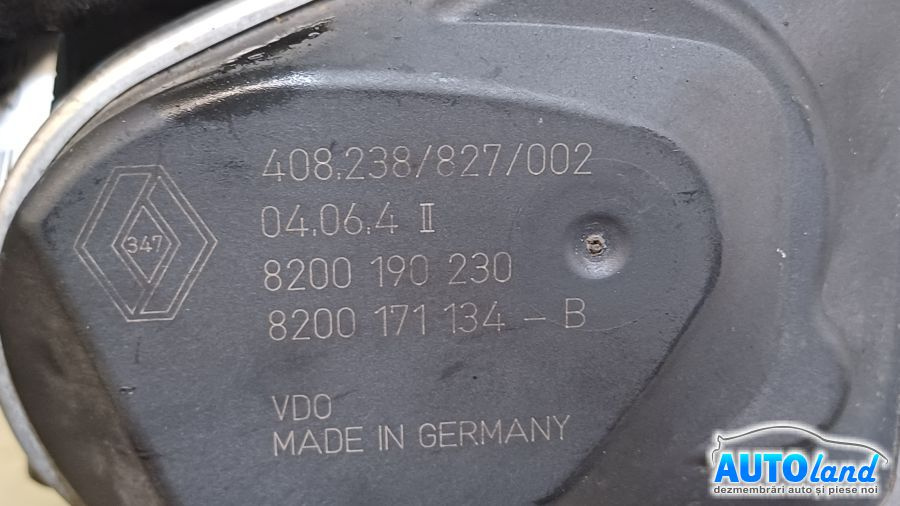 408.238/827/002
04.06.4 II
347
8200 190 230
8200 171 134 - B
VDO
MADE IN GERMANY
AUTOland
dezmembrări auto și piese noi